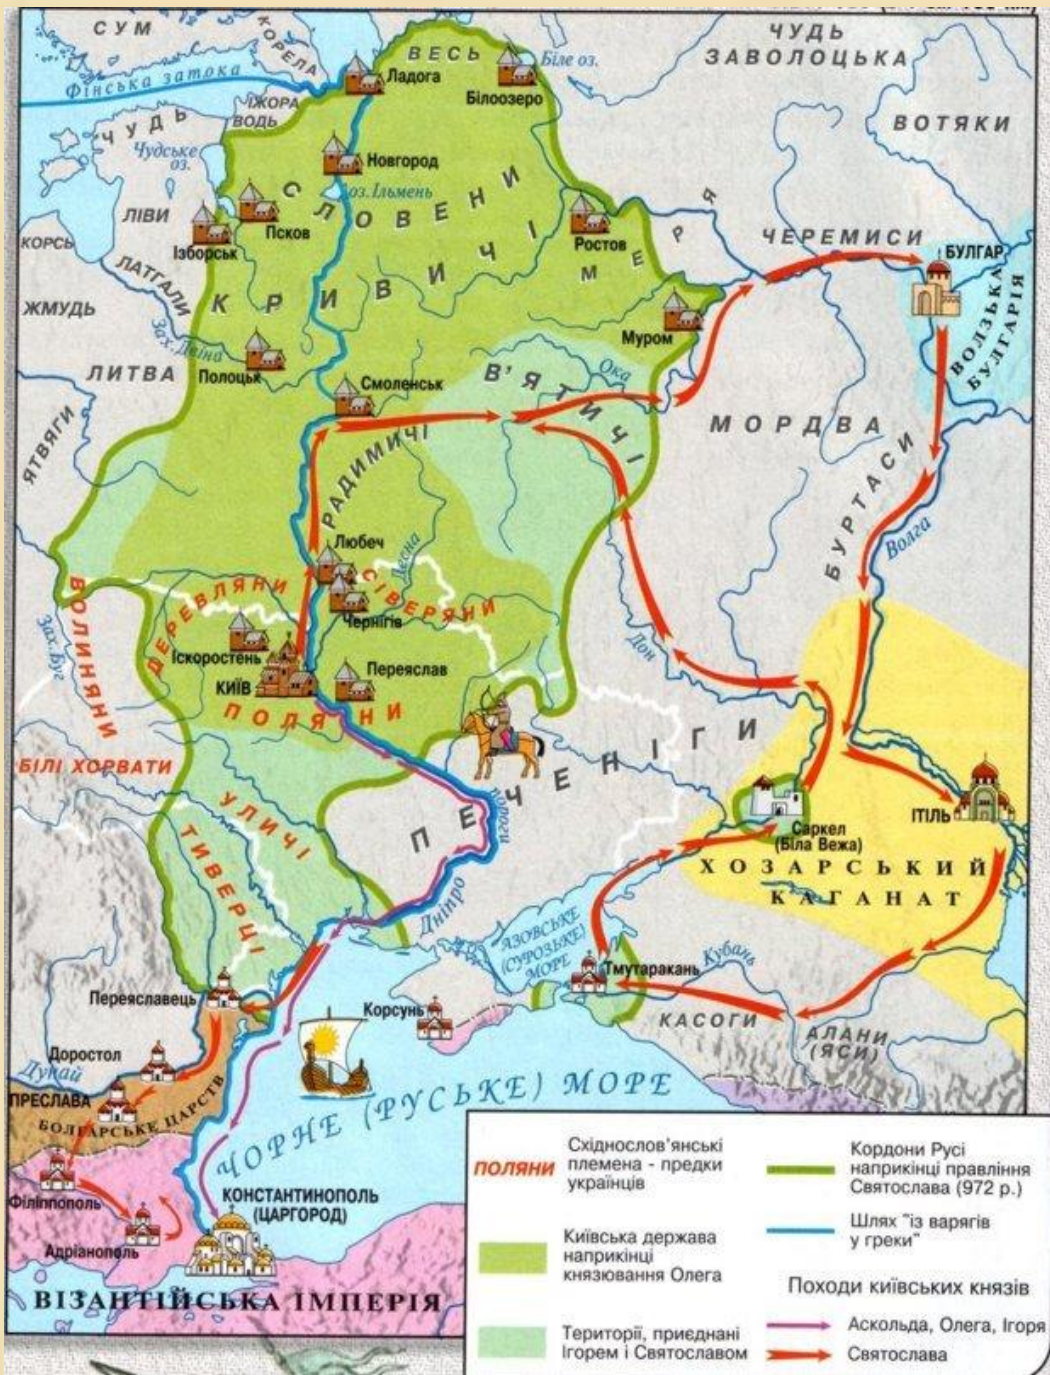 СУМ
КОРЕЛА
Фінська затока
ВЕСЬ
Ладога
Біле оз.
Білоозеро
ЧУДЬ
ЗАВОЛОЦЬКА
ІЖОРА
ВОДЬ
ЧУДЬ
Чудське
оз.
ВОТЯКИ
Новгород
оз. Ільмень
СЛОВЕНИ
ЛІВИ
Псков
Ізборськ
КОРСЬ
ЛАТГАЛИ
Ростов
МЕРЯ
ЧЕРЕМИСИ
БУЛГАР
ВОЛЗЬКА
БУЛГАРІЯ
КРИВИЧІ
ЖМУДЬ
Зах. Двіна
Полоцьк
Муром
ЛИТВА
Смоленськ
В'ЯТИЧІ
Ока
МОРДВА
ЯТВЯГИ
РАДИМИЧІ
БУРТАСИ
Волга
Любеч
Десна
ВОЛИНЯНИ
ДЕРЕВЛЯНИ
СІВЕРЯНИ
Чернігів
Зах. Буг
Іскоростень
Переяслав
Дон
КИЇВ
ПОЛЯНИ
БІЛІ ХОРВАТИ
ПЕЧЕНІГИ
УЛИЧІ
ТИВЕРЦІ
пороги
Дніпро
Саркел
(Біла Вежа)
ІТІЛЬ
ХОЗАРСЬКИЙ
КАГАНАТ
АЗОВСЬКЕ
(СУРОЗЬКЕ)
МОРЕ
Тмутаракань
Кубань
Переяславець
Корсунь
КАСОГИ
АЛАНИ
(ЯСИ)
Доростол
Дунай
ПРЕСЛАВА
БОЛГАРСЬКЕ ЦАРСТВ
ЧОРНЕ (РУСЬКЕ) МОРЕ
Філіппополь
Адріанополь
КОНСТАНТИНОПОЛЬ
(ЦАРГОРОД)
ВІЗАНТІЙСЬКА ІМПЕРІЯ
ПОЛЯНИ
Східнослов'янські
племена - предки
українців
Київська держава
наприкінці
князювання Олега
Території, приєднані
Ігорем і Святославом
Кордони Русі
наприкінці правління
Святослава (972 р.)
Шлях "із варягів
у греки"
Походи київських князів
Аскольда, Олега, Ігоря
Святослава